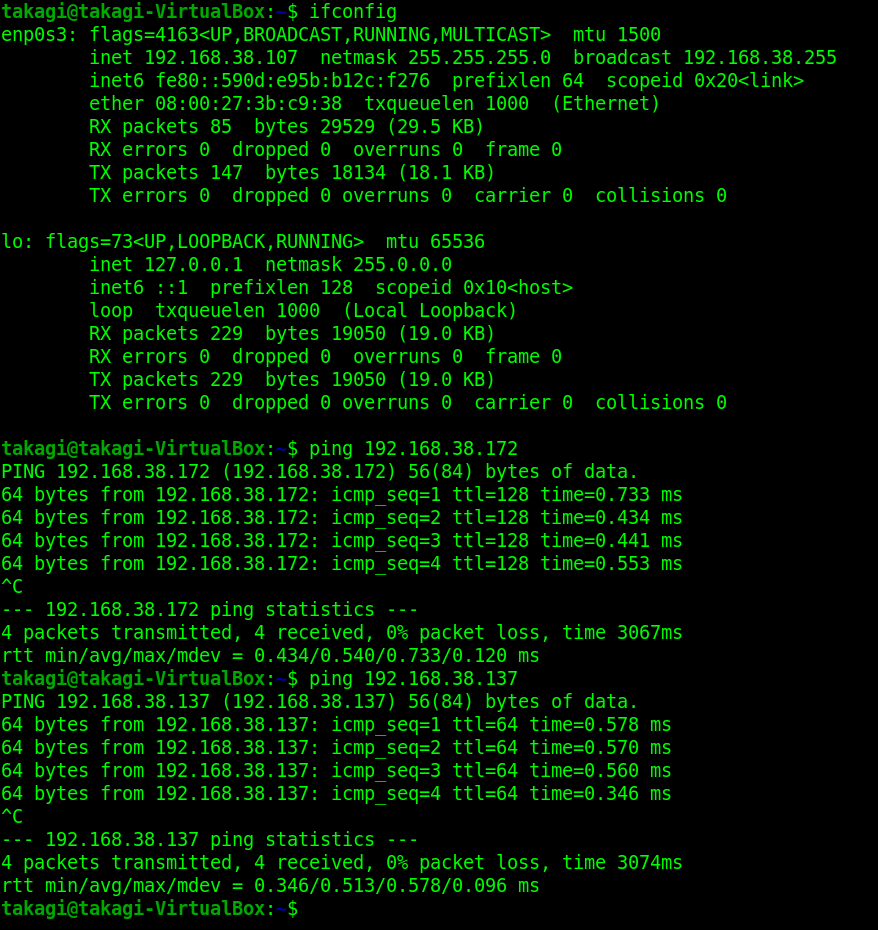 takagi@takagi-VirtualBox:~$ ifconfig
enp0s3: flags=4163<UP,BROADCAST,RUNNING,MULTICAST>  mtu 1500
        inet 192.168.38.107  netmask 255.255.255.0  broadcast 192.168.38.255
        inet6 fe80::590d:e95b:b12c:f276  prefixlen 64  scopeid 0x20<link>
        ether 08:00:27:3b:c9:38  txqueuelen 1000  (Ethernet)
        RX packets 85  bytes 29529 (29.5 KB)
        RX errors 0  dropped 0  overruns 0  frame 0
        TX packets 147  bytes 18134 (18.1 KB)
        TX errors 0  dropped 0 overruns 0  carrier 0  collisions 0

lo: flags=73<UP,LOOPBACK,RUNNING>  mtu 65536
        inet 127.0.0.1  netmask 255.0.0.0
        inet6 ::1  prefixlen 128  scopeid 0x10<host>
        loop  txqueuelen 1000  (Local Loopback)
        RX packets 229  bytes 19050 (19.0 KB)
        RX errors 0  dropped 0  overruns 0  frame 0
        TX packets 229  bytes 19050 (19.0 KB)
        TX errors 0  dropped 0 overruns 0  carrier 0  collisions 0

takagi@takagi-VirtualBox:~$ ping 192.168.38.172
PING 192.168.38.172 (192.168.38.172) 56(84) bytes of data.
64 bytes from 192.168.38.172: icmp_seq=1 ttl=128 time=0.733 ms
64 bytes from 192.168.38.172: icmp_seq=2 ttl=128 time=0.434 ms
64 bytes from 192.168.38.172: icmp_seq=3 ttl=128 time=0.441 ms
64 bytes from 192.168.38.172: icmp_seq=4 ttl=128 time=0.553 ms
^C
--- 192.168.38.172 ping statistics ---
4 packets transmitted, 4 received, 0% packet loss, time 3067ms
rtt min/avg/max/mdev = 0.434/0.540/0.733/0.120 ms
takagi@takagi-VirtualBox:~$ ping 192.168.38.137
PING 192.168.38.137 (192.168.38.137) 56(84) bytes of data.
64 bytes from 192.168.38.137: icmp_seq=1 ttl=64 time=0.578 ms
64 bytes from 192.168.38.137: icmp_seq=2 ttl=64 time=0.570 ms
64 bytes from 192.168.38.137: icmp_seq=3 ttl=64 time=0.560 ms
64 bytes from 192.168.38.137: icmp_seq=4 ttl=64 time=0.346 ms
^C
--- 192.168.38.137 ping statistics ---
4 packets transmitted, 4 received, 0% packet loss, time 3074ms
rtt min/avg/max/mdev = 0.346/0.513/0.578/0.096 ms
takagi@takagi-VirtualBox:~$